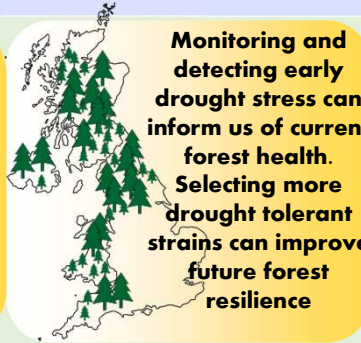 Monitoring and
detecting early
drought stress can
inform us of curren
forest health.
Selecting more
drought tolerant
strains can improve
future forest
resilience